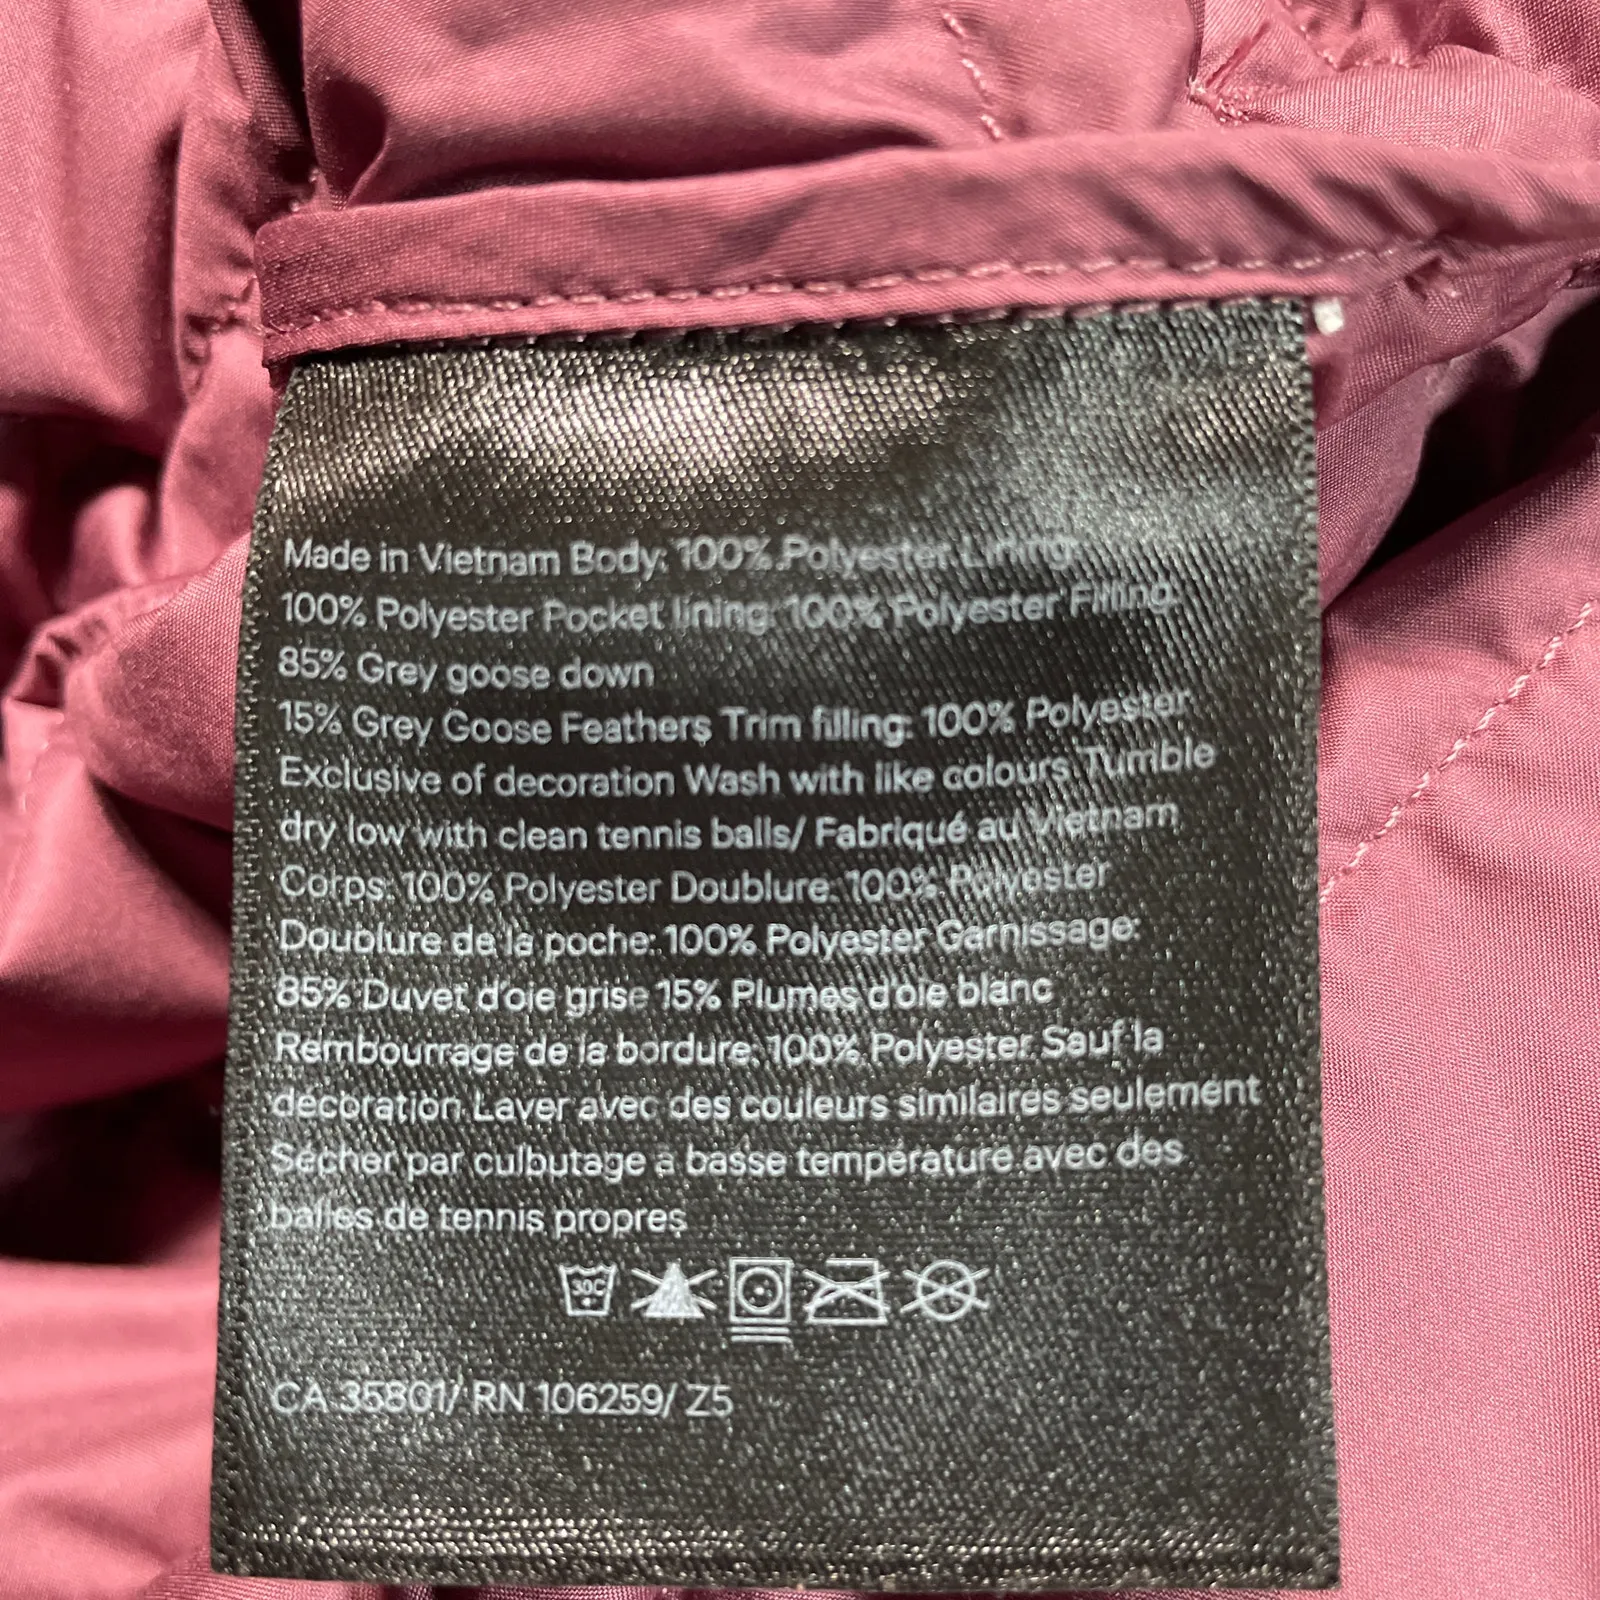 Made in Vietnam Body: 100% Polyester Lining:
100% Polyester Pocket lining: 100% Polyester Filling:
85% Grey goose down
15% Grey Goose Feathers Trim filling: 100% Polyester
Exclusive of decoration Wash with like colours Tumble
dry low with clean tennis balls/ Fabriqué au Vietnam
Corps: 100% Polyester Doublure: 100% Polyester
Doublure de la poche: 100% Polyester Garnissage:
85% Duvet d'oie grise 15% Plumes d'oie blanc
Rembourrage de la bordure: 100% Polyester Sauf la
décoration Laver avec des couleurs similaires seulement
Sécher par culbutage à basse température avec des
balles de tennis propres
30C
CA 35801/ RN 106259/ Z5